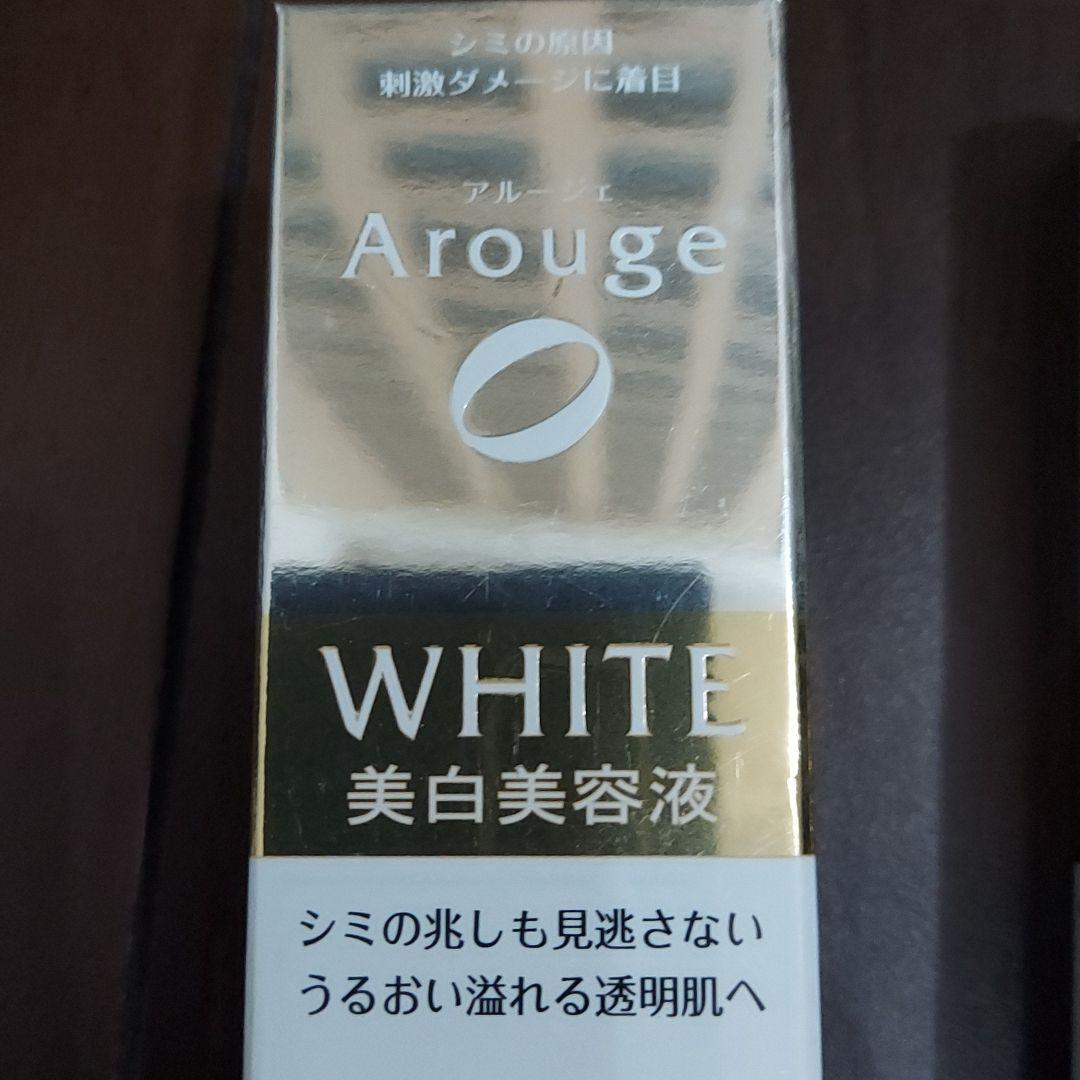 シミの原因
刺激ダメージに着目
アルージェ
Arouge
WHITE
美白美容液
シミの兆しも見逃さない
うるおい溢れる透明肌へ